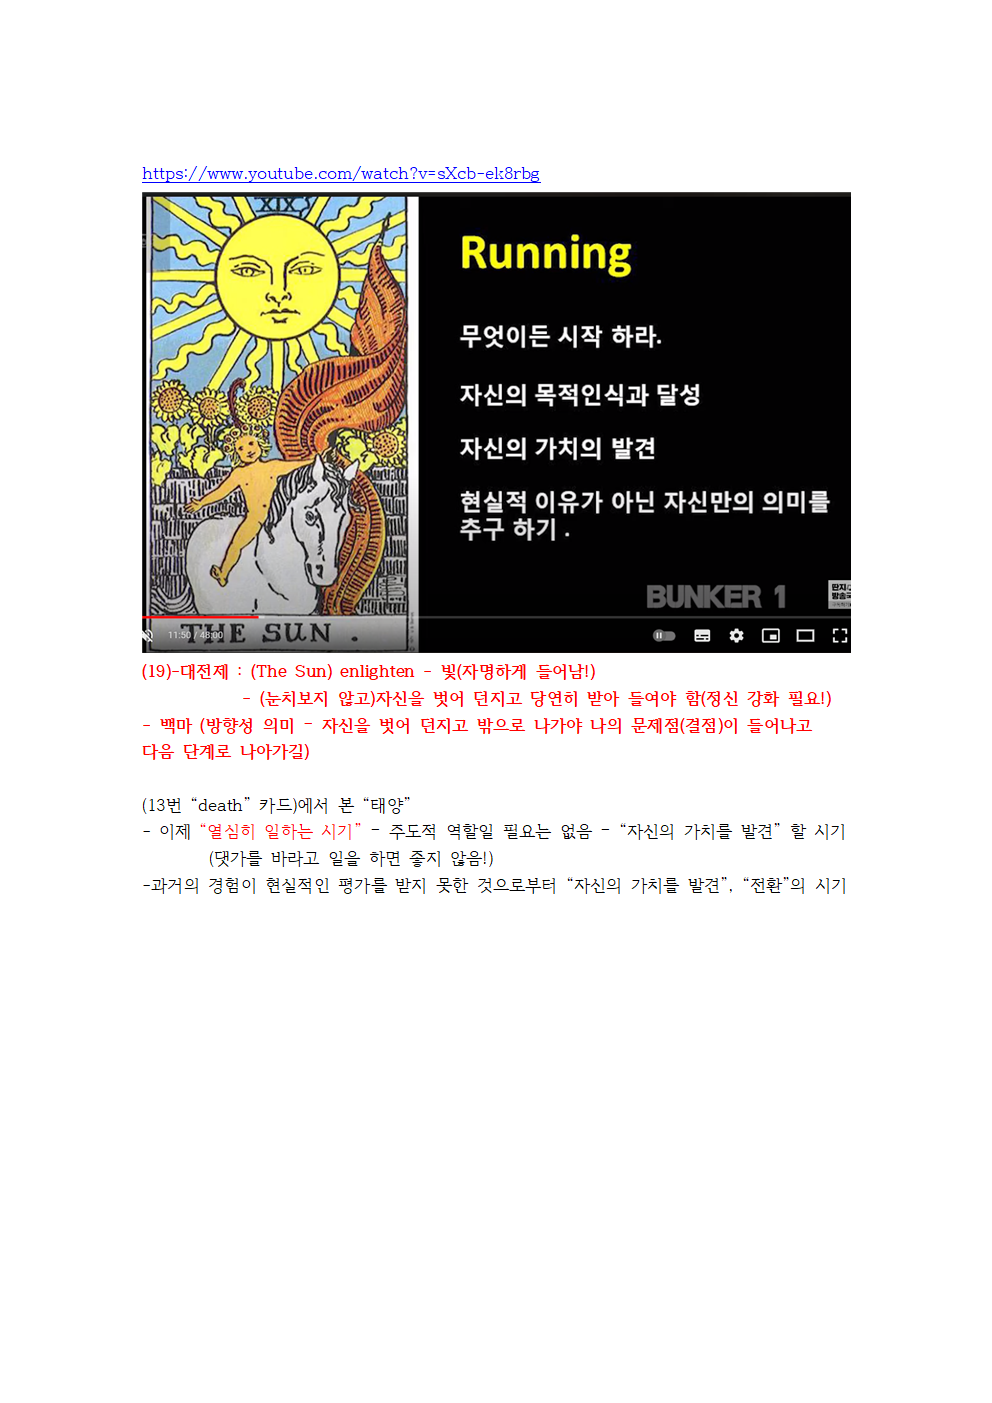 https://www.youtube.com/watch?v=sXcb-ek8rbg
XIX
Running
무엇이든 시작 하라.
자신의 목적인식과 달성
자신의 가치의 발견
현실적 이유가 아닌 자신만의 의미를
추구 하기 .
BUNKER 1
딴지
방송국
11:50 / 48:00
THE SUN .
(19)-대전제 : (The Sun) enlighten - 빛(자명하게 들어남!)
- (눈치보지 않고)자신을 벗어 던지고 당연히 받아 들여야 함(정신 강화 필요!)
- 백마 (방향성 의미 - 자신을 벗어 던지고 밖으로 나가야 나의 문제점(결점)이 들어나고
다음 단계로 나아가길)
(13번 “death” 카드)에서 본 “태양”
- 이제 “열심히 일하는 시기” - 주도적 역할일 필요는 없음 - “자신의 가치를 발견” 할 시기
(댓가를 바라고 일을 하면 좋지 않음!)
-과거의 경험이 현실적인 평가를 받지 못한 것으로부터 “자신의 가치를 발견”, “전환”의 시기